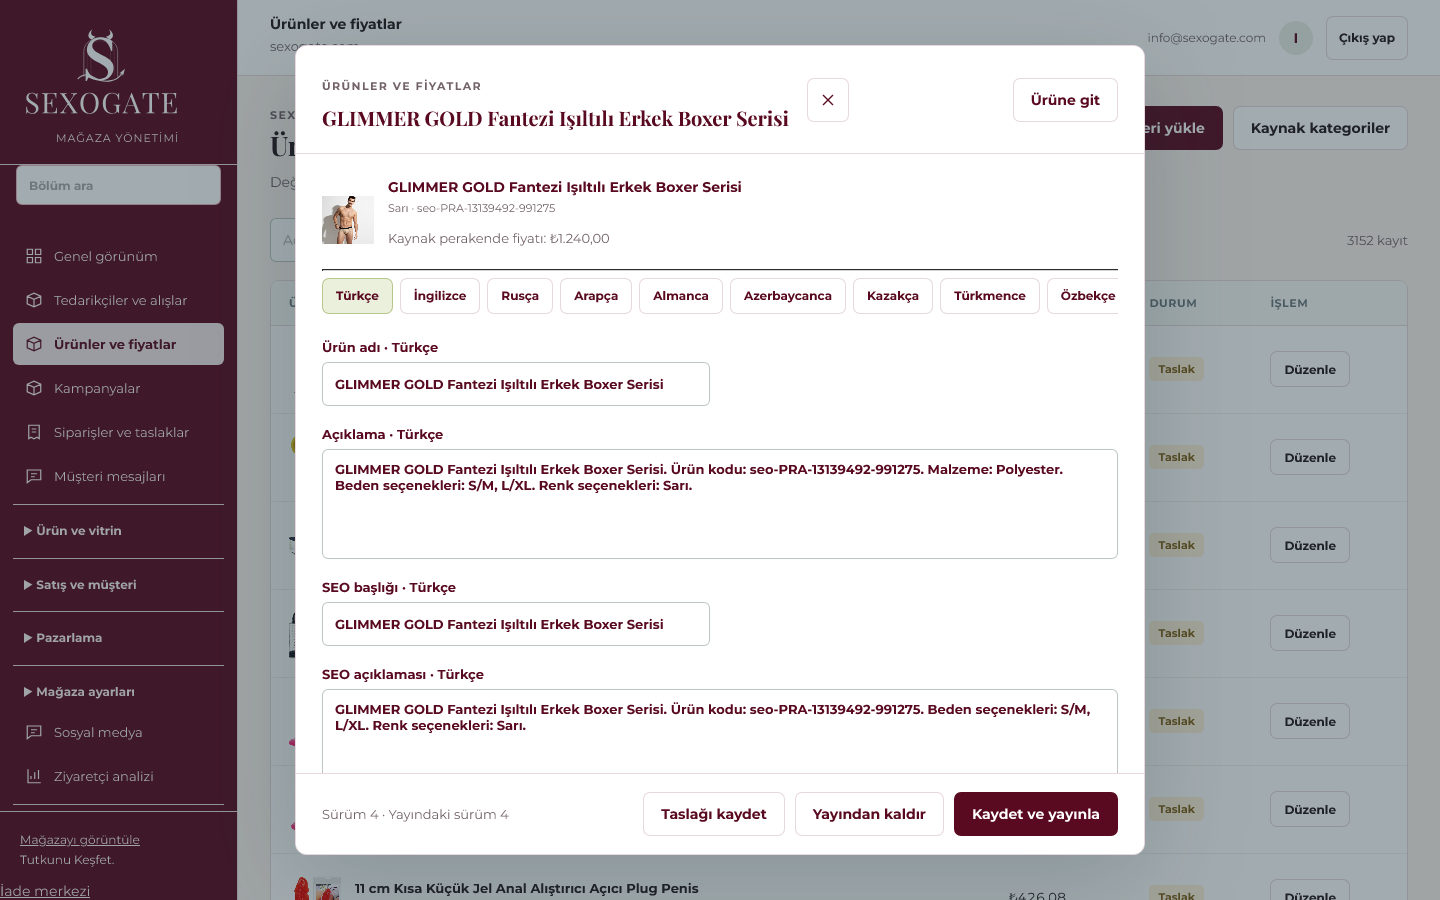 SEXOGATE
MAĞAZA YÖNETİMİ
Bölüm ara
Genel görünüm
Tedarikçiler ve alışlar
Ürünler ve fiyatlar
Kampanyalar
Siparişler ve taslaklar
Müşteri mesajları
Ürün ve vitrin
Satış ve müşteri
Pazarlama
Mağaza ayarları
Sosyal medya
Ziyaretçi analizi
Mağazayı görüntüle
Tutkunu Keşfet.
İade merkezi
Ürünler ve fiyatlar
info@sexogate.com
I
Çıkış yap
Kaynak kategoriler
3152 kayıt
DURUM
İŞLEM
Taslak
Düzenle
Taslak
Düzenle
Taslak
Düzenle
Taslak
Düzenle
Taslak
Düzenle
Taslak
Düzenle
11 cm Kısa Küçük Jel Anal Alıştırıcı Açıcı Plug Penis
Taslak
Düzenle
ÜRÜNLER VE FİYATLAR
GLIMMER GOLD Fantezi Işıltılı Erkek Boxer Serisi
×
Ürüne git
GLIMMER GOLD Fantezi Işıltılı Erkek Boxer Serisi
Sarı · seo-PRA-13139492-991275
Kaynak perakende fiyatı: ₺1.240,00
Türkçe
İngilizce
Rusça
Arapça
Almanca
Azerbaycanca
Kazakça
Türkmence
Özbekçe
Ürün adı · Türkçe
GLIMMER GOLD Fantezi Işıltılı Erkek Boxer Serisi
Açıklama · Türkçe
GLIMMER GOLD Fantezi Işıltılı Erkek Boxer Serisi. Ürün kodu: seo-PRA-13139492-991275. Malzeme: Polyester.
Beden seçenekleri: S/M, L/XL. Renk seçenekleri: Sarı.
SEO başlığı · Türkçe
GLIMMER GOLD Fantezi Işıltılı Erkek Boxer Serisi
SEO açıklaması · Türkçe
GLIMMER GOLD Fantezi Işıltılı Erkek Boxer Serisi. Ürün kodu: seo-PRA-13139492-991275. Beden seçenekleri: S/M,
L/XL. Renk seçenekleri: Sarı.
Sürüm 4 · Yayındaki sürüm 4
Taslağı kaydet
Yayından kaldır
Kaydet ve yayınla